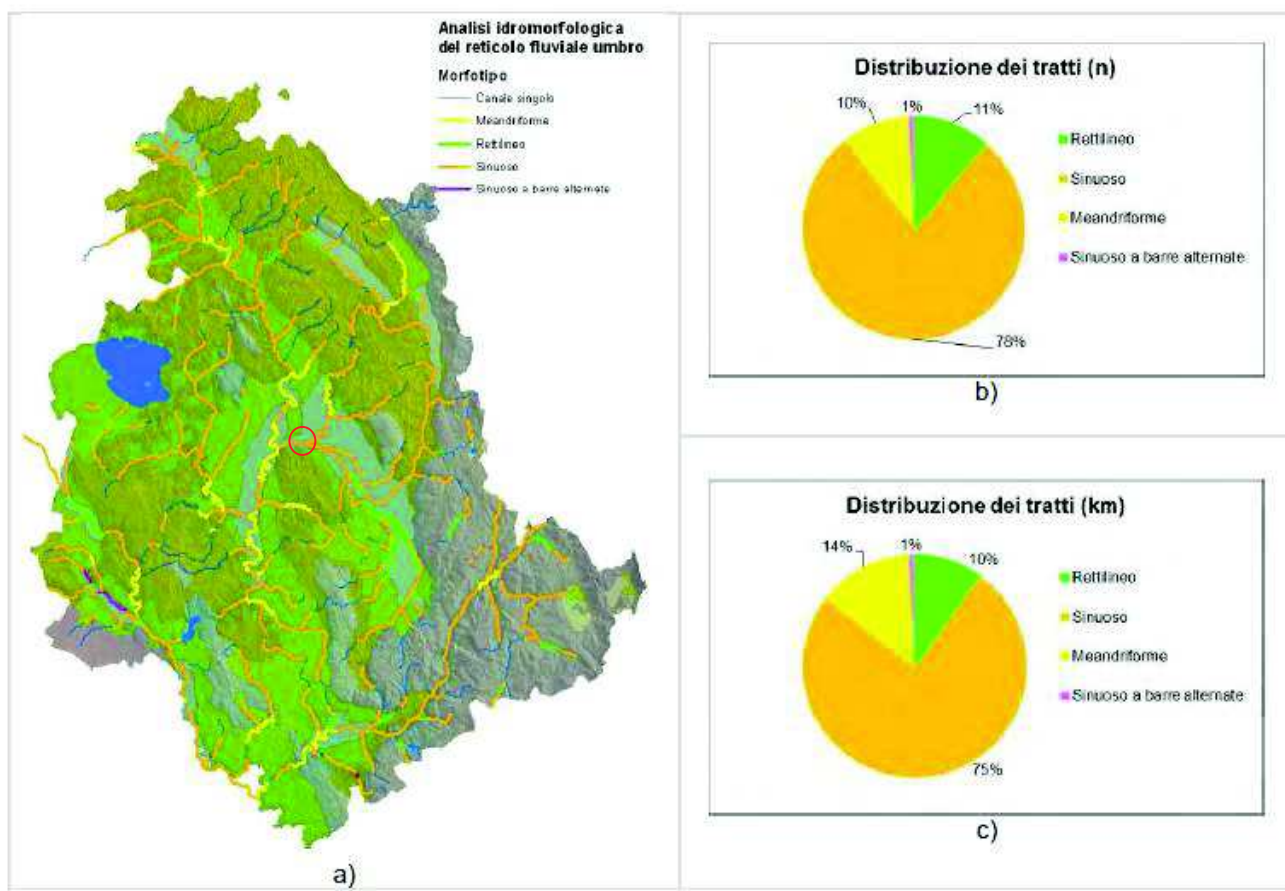 Analisi idromorfologica
del reticolo fluviale umbro
Morfotipo
Canale singolo
Meandriforme
Rettilineo
Sinuoso
Sinuoso a barre alternate
a)
Distribuzione dei tratti (n)
10%
1%
11%
78%
Rettilineo
Sinuoso
Meandriforme
Sinuoso a barre alternate
b)
Distribuzione dei tratti (km)
14%
1%
10%
75%
Rettilineo
Sinuoso
Meandriforme
Sinuoso a barre alternate
c)